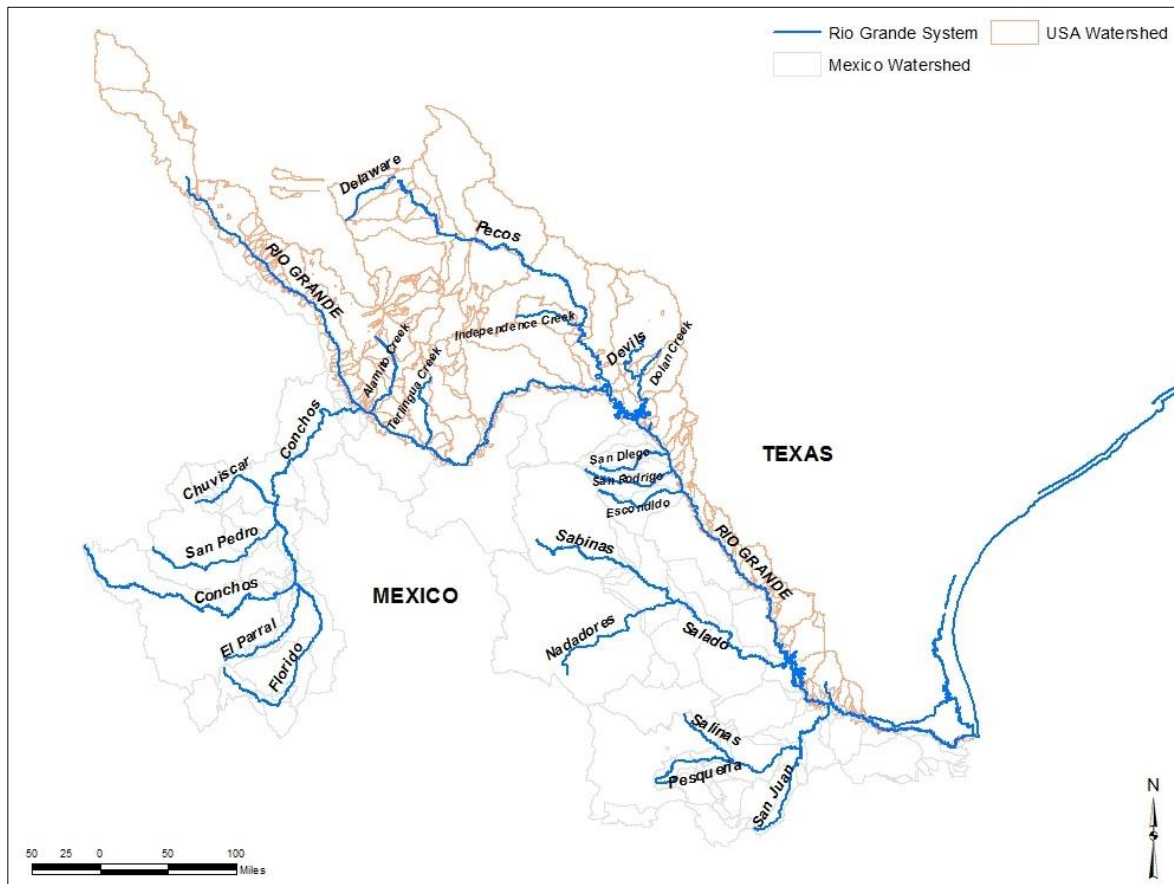 Rio Grande System
USA Watershed
Mexico Watershed
Delaware
Pecos
RIO GRANDE
Independence Creek
Alamito Creek
Terlingua Creek
Devils
Dolan Creek
Conchos
Chuviscar
San Pedro
Conchos
El Parral
Florido
MEXICO
TEXAS
San Diego
San Rodrigo
Escondido
Sabinas
RIO GRANDE
Nadadores
Salado
Salinas
Pesqueria
San Juan
N
50 25 0 50 100
Miles